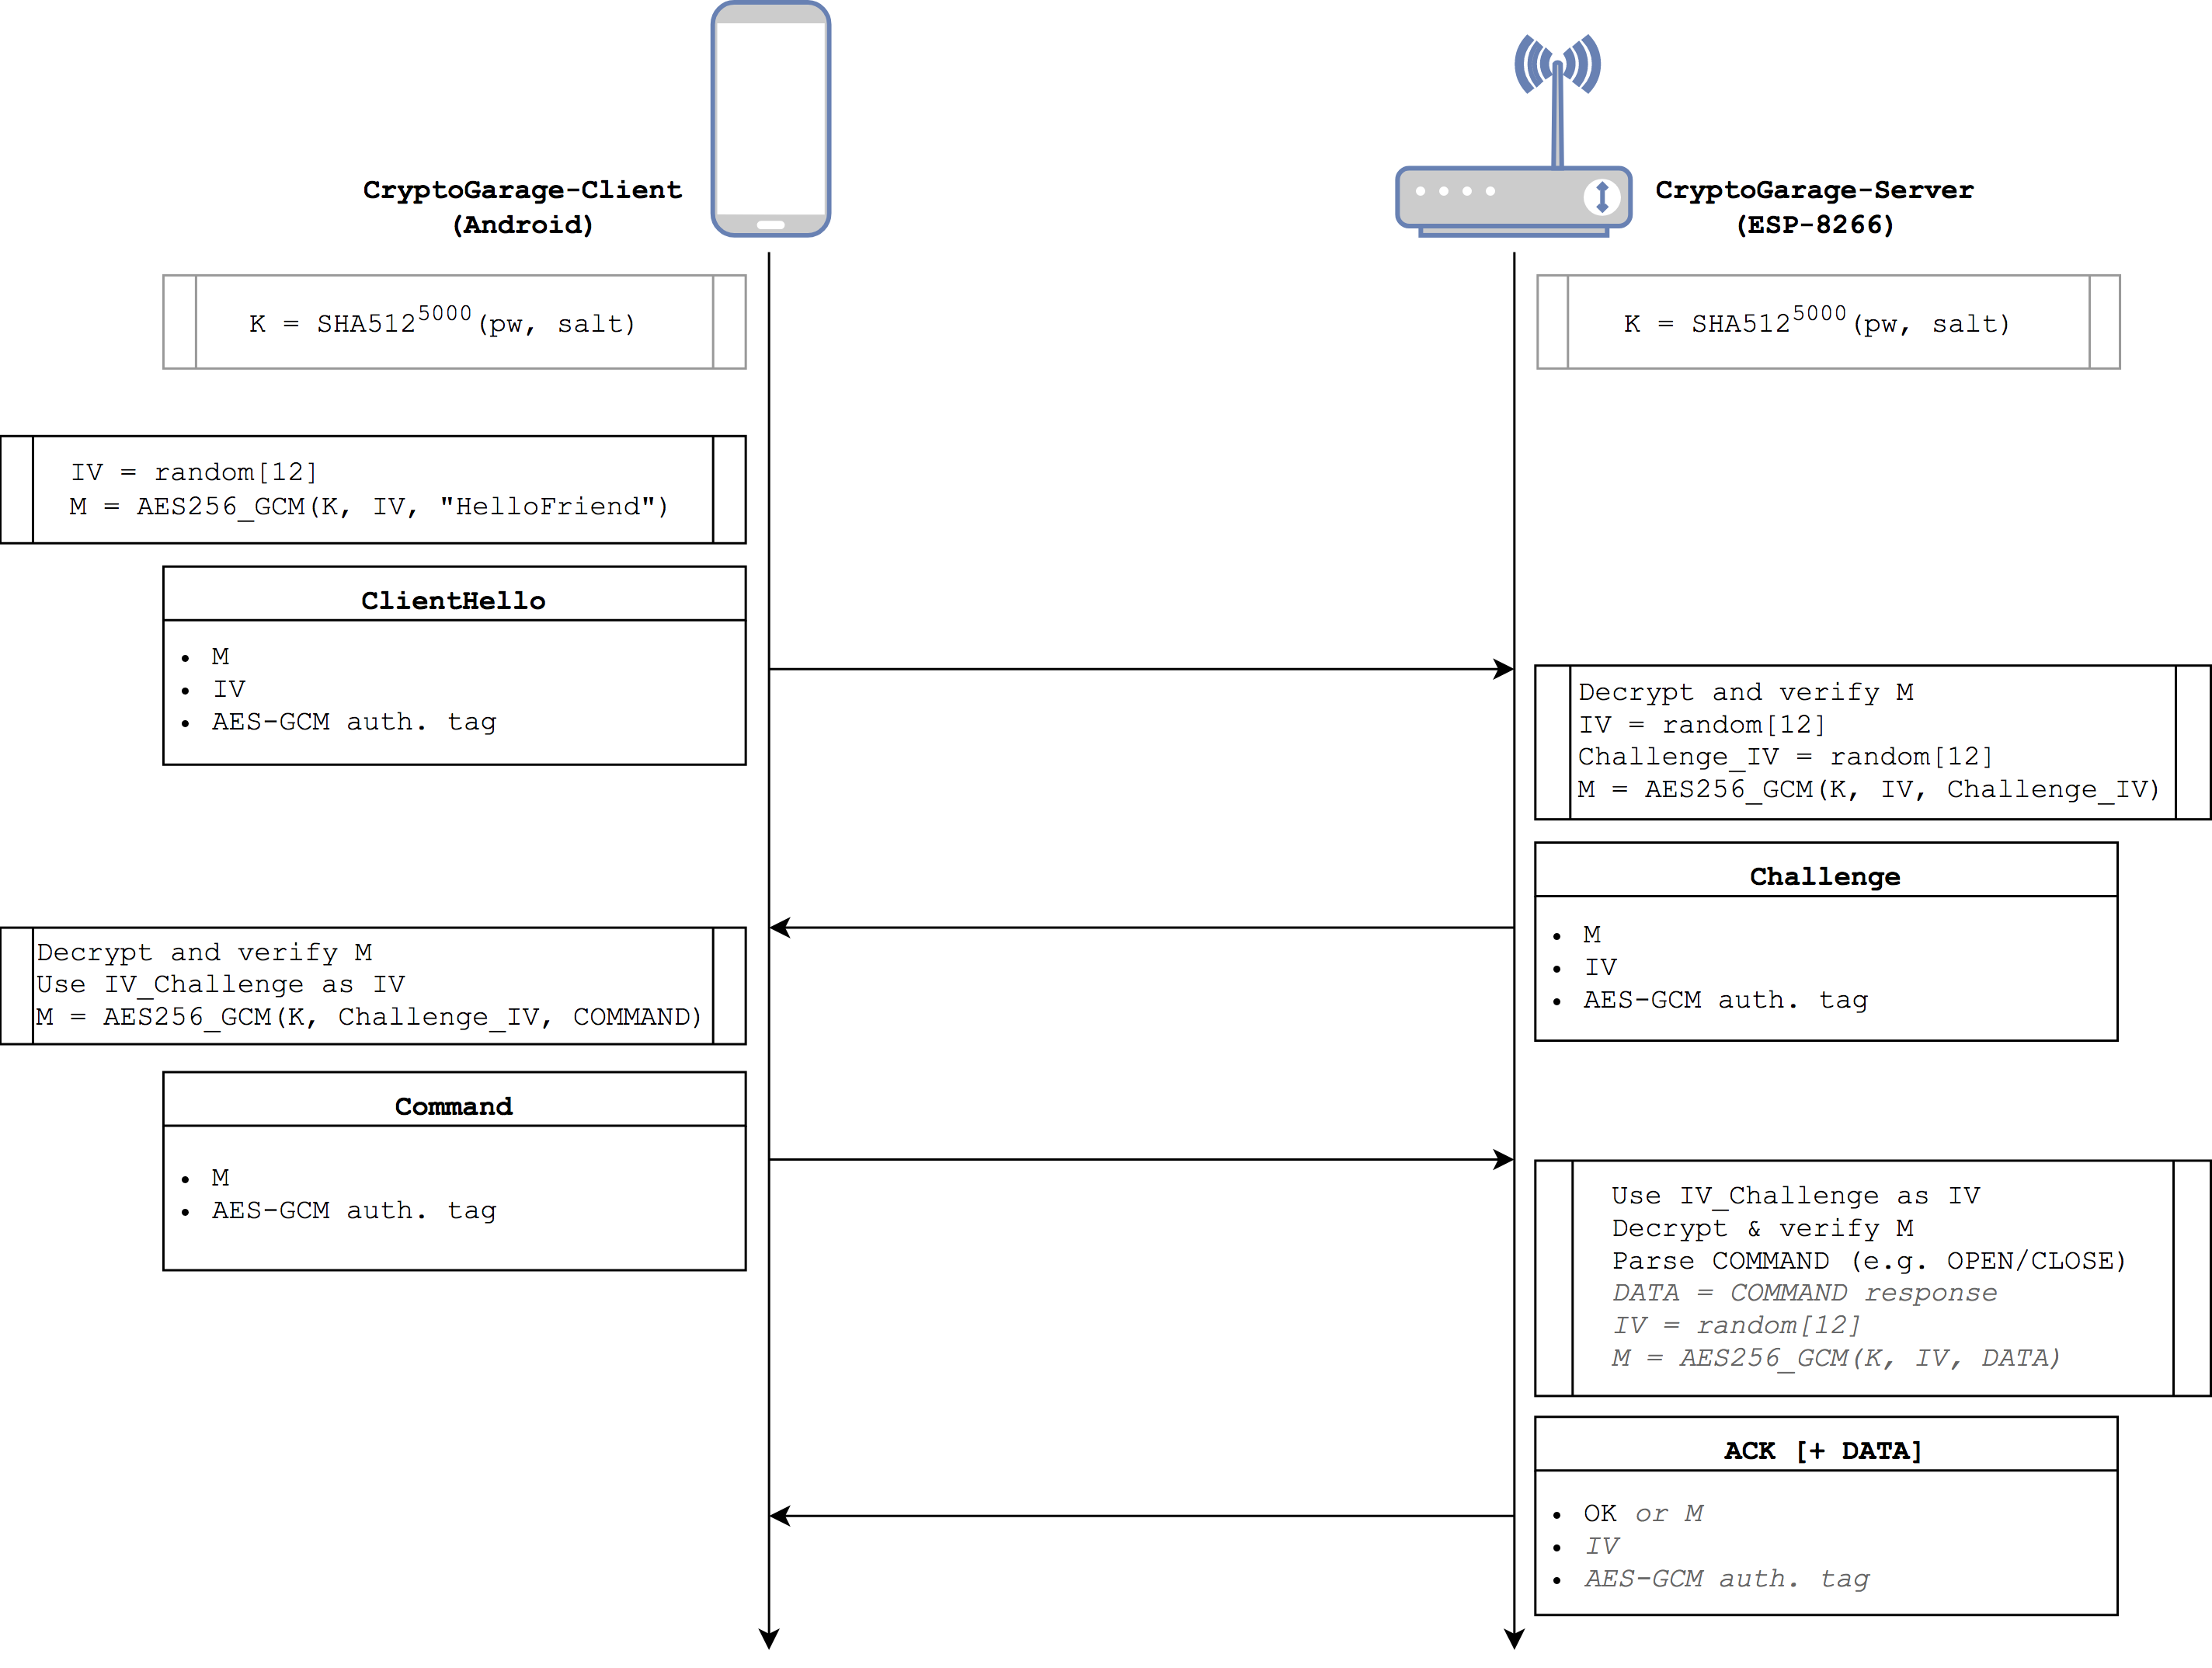 CryptoGarage-Client
(Android)
CryptoGarage-Server
(ESP-8266)
K = SHA512^5000(pw, salt)
K = SHA512^5000(pw, salt)
IV = random[12]
M = AES256_GCM(K, IV, "HelloFriend")
ClientHello
• M
• IV
• AES-GCM auth. tag
Decrypt and verify M
IV = random[12]
Challenge_IV = random[12]
M = AES256_GCM(K, IV, Challenge_IV)
Challenge
• M
• IV
• AES-GCM auth. tag
Decrypt and verify M
Use IV_Challenge as IV
M = AES256_GCM(K, Challenge_IV, COMMAND)
Command
• M
• AES-GCM auth. tag
Use IV_Challenge as IV
Decrypt & verify M
Parse COMMAND (e.g. OPEN/CLOSE)
DATA = COMMAND response
IV = random[12]
M = AES256_GCM(K, IV, DATA)
ACK [+ DATA]
• OK or M
• IV
• AES-GCM auth. tag